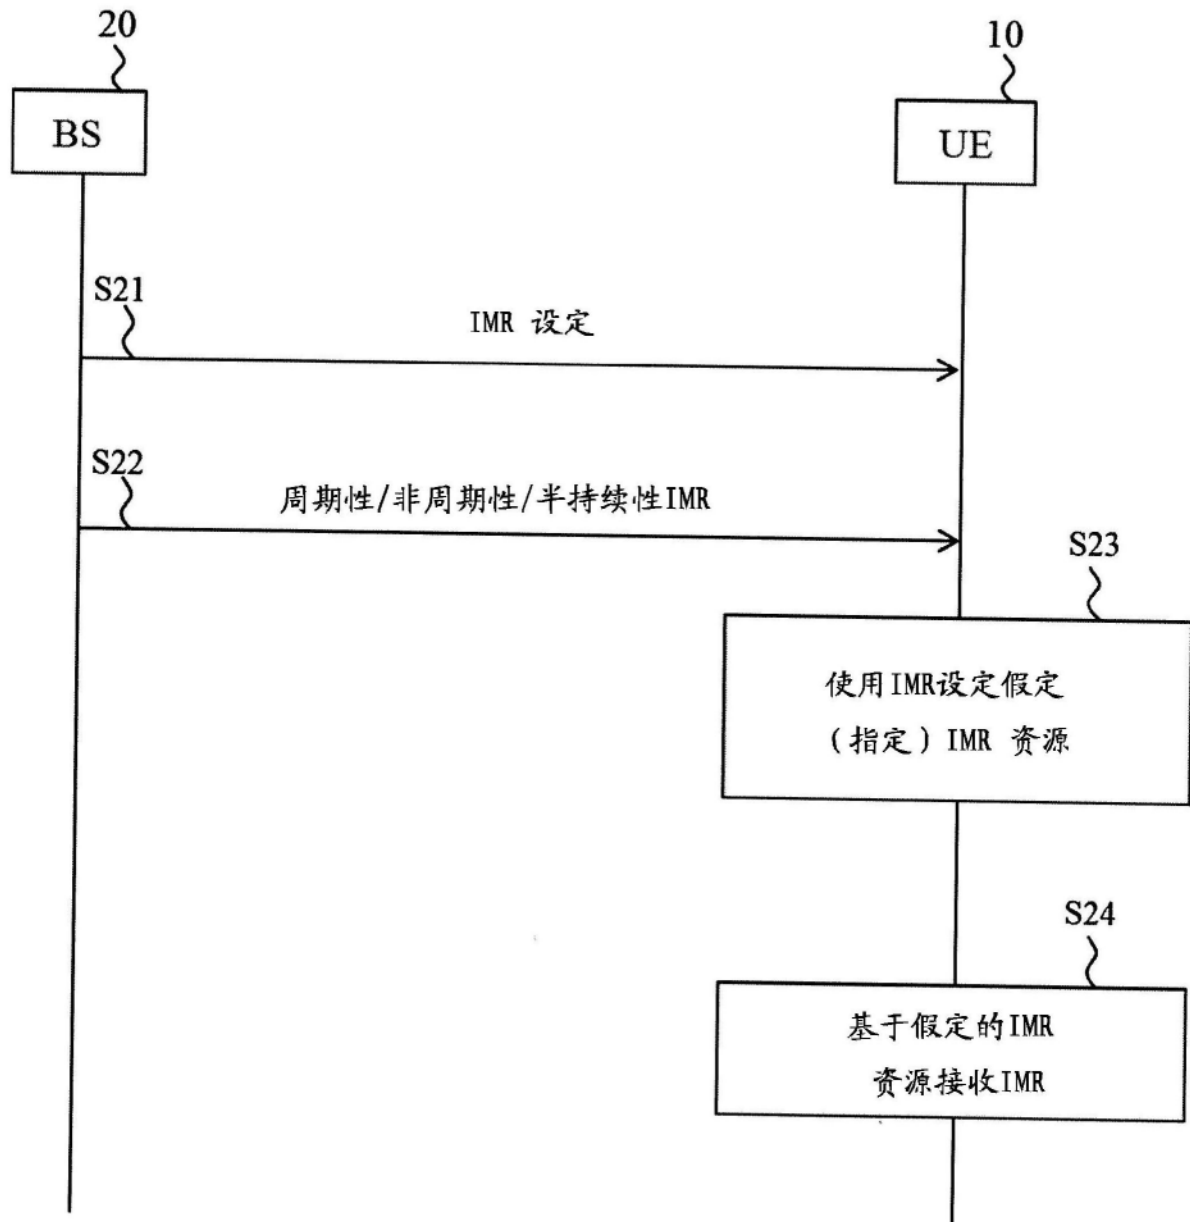 20
10
BS
UE
S21
IMR 设定
S22
周期性/非周期性/半持续性IMR
S23
使用IMR设定假定
（指定）IMR 资源
S24
基于假定的IMR
资源接收IMR